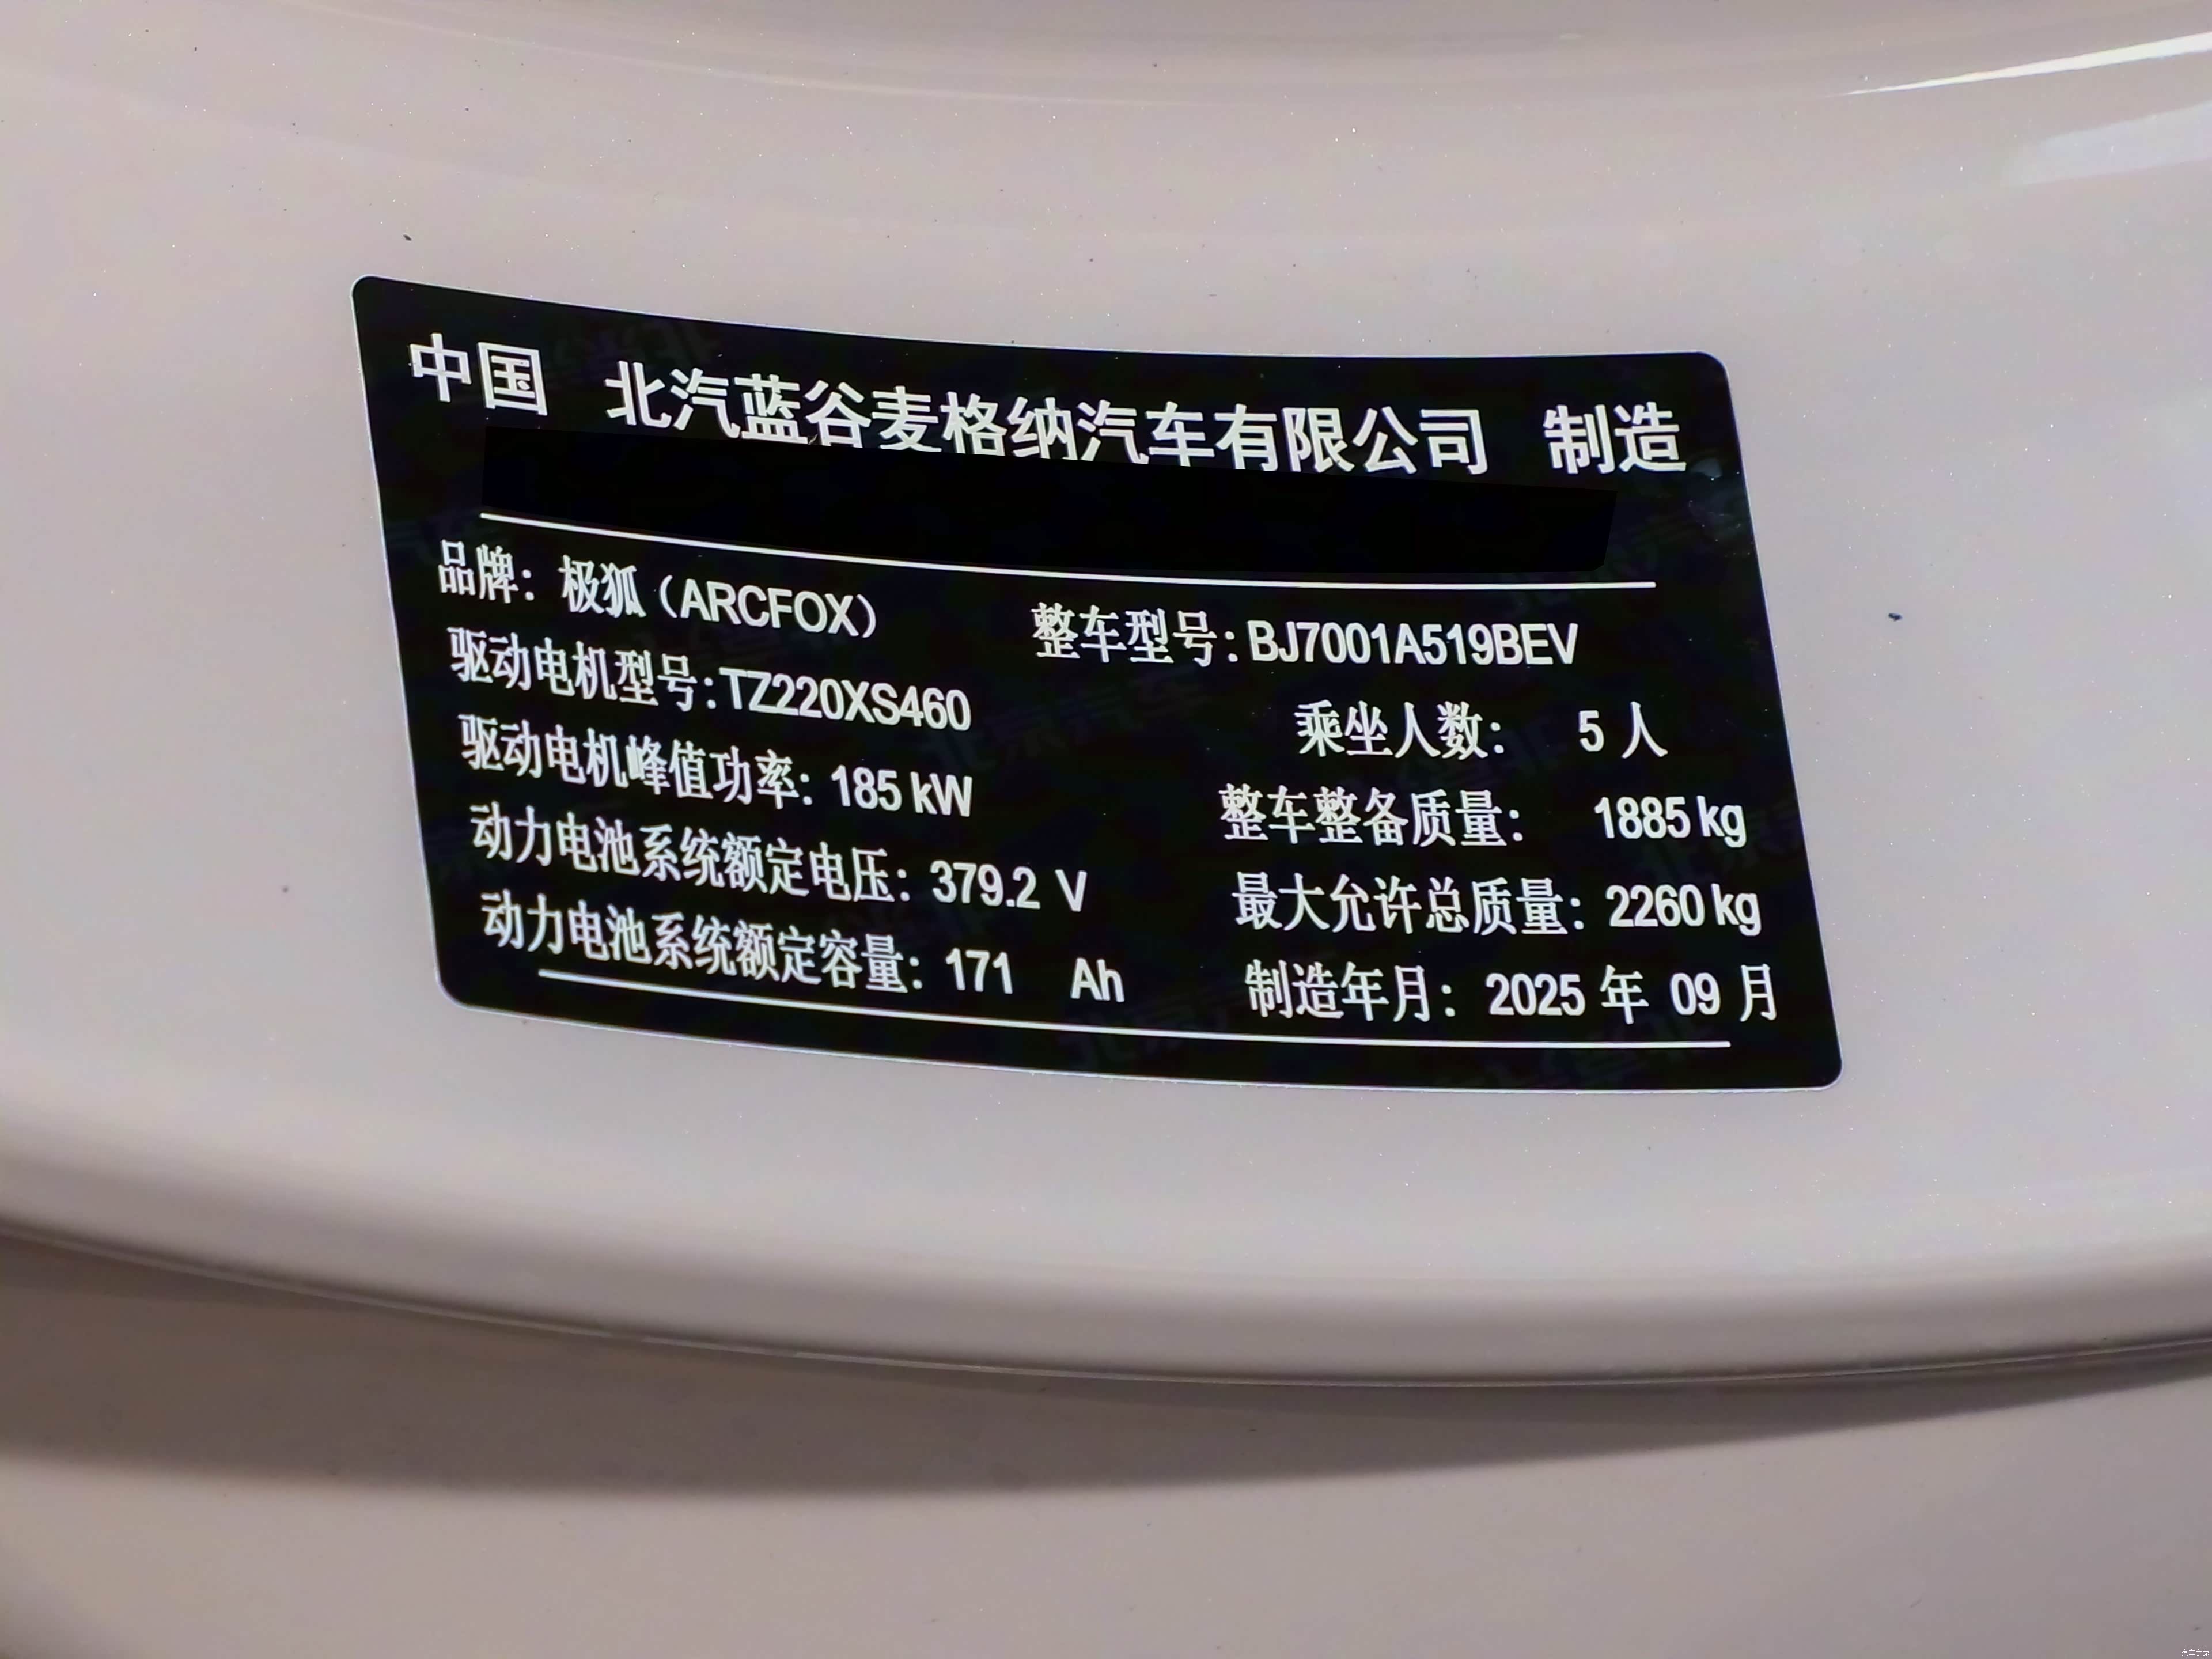 中国 北汽蓝谷麦格纳汽车有限公司 制造
品牌：极狐（ARCFOX） 整车型号：BJ7001A519BEV
驱动电机型号：TZ220XS460 乘坐人数： 5 人
驱动电机峰值功率：185 kW 整车整备质量： 1885 kg
动力电池系统额定电压：379.2 V 最大允许总质量：2260 kg
动力电池系统额定容量：171 Ah 制造年月：2025 年 09 月
汽车之家